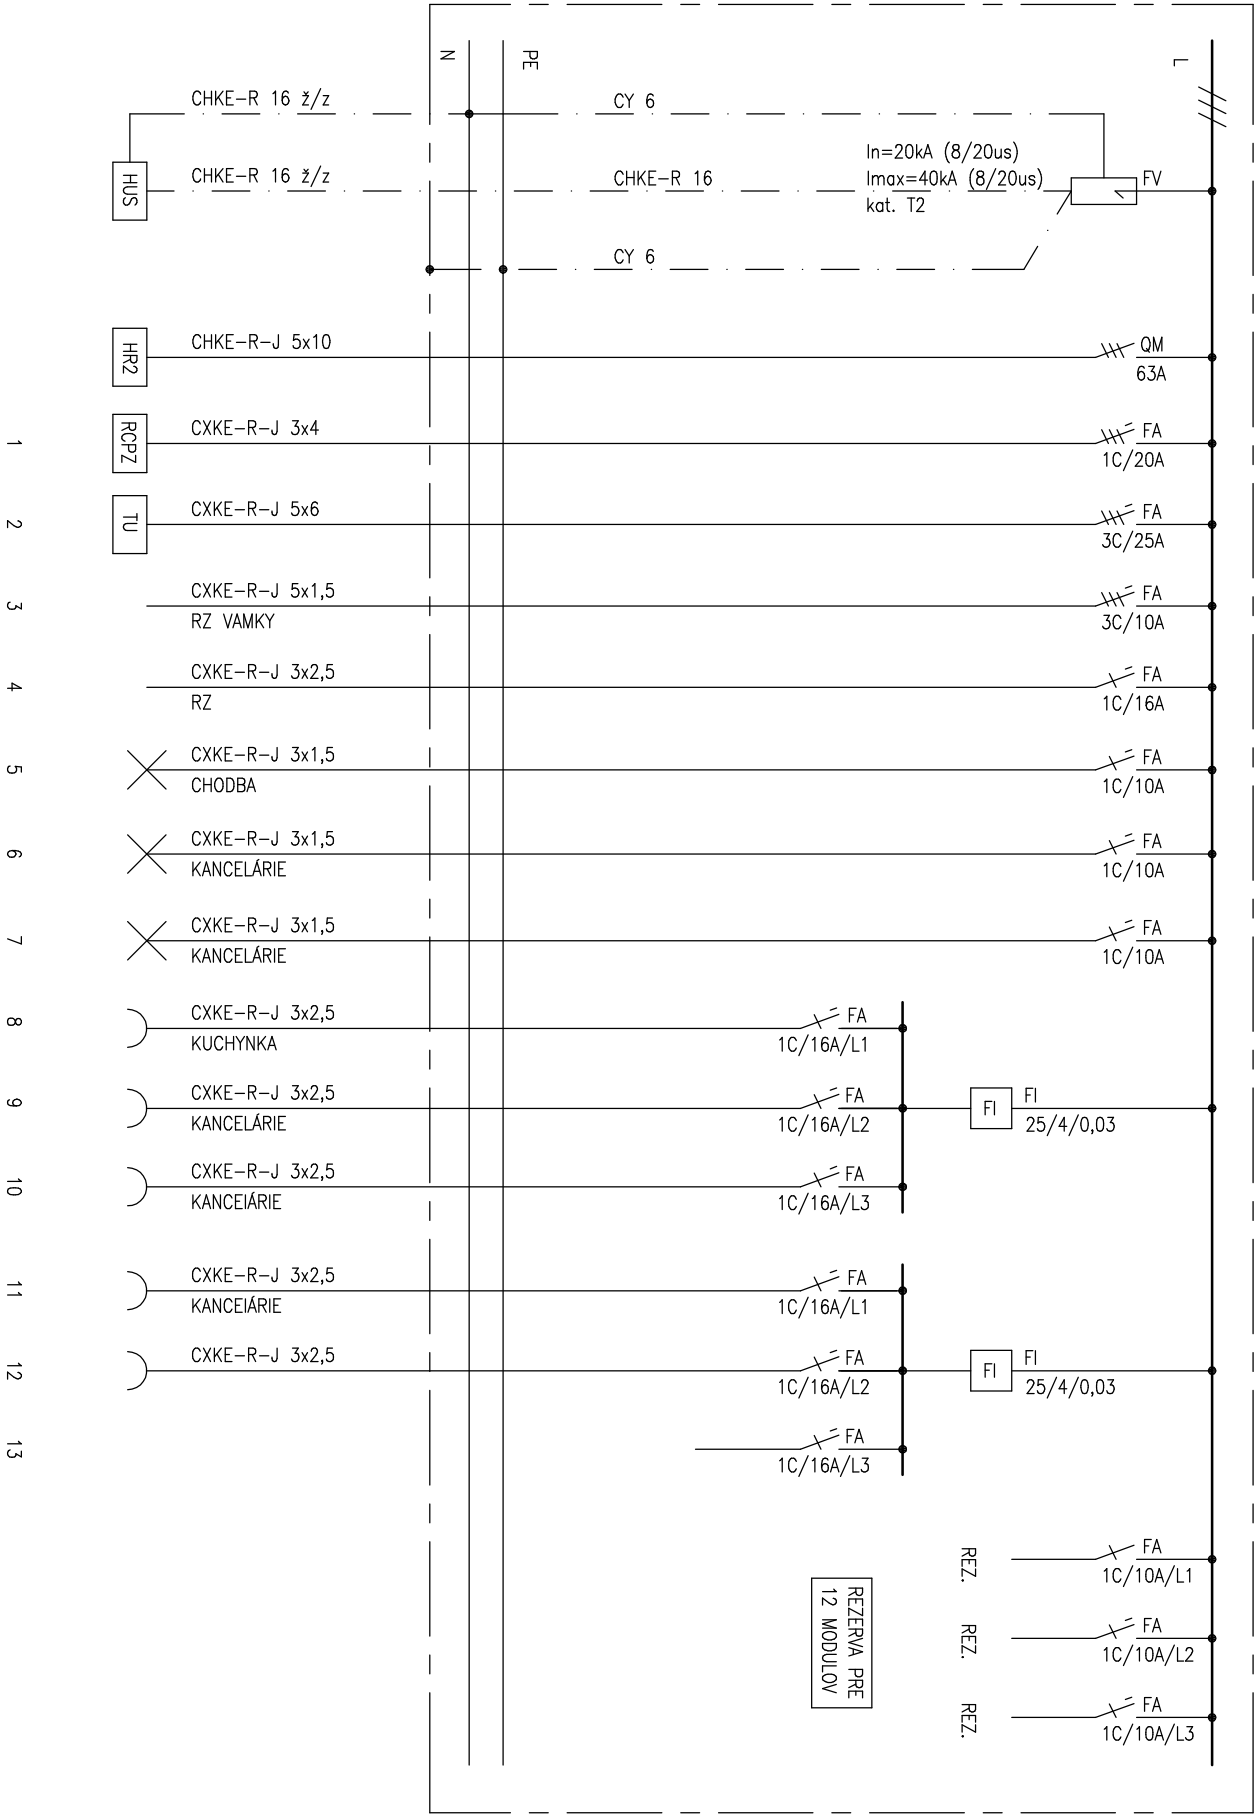 N
PE
L
CHKE-R 16 ž/z
CY 6
HUS
CHKE-R 16 ž/z
CHKE-R 16
In=20kA (8/20us)
Imax=40kA (8/20us)
kat. T2
FV
CY 6
HR2
CHKE-R-J 5x10
QM
63A
1
RCPZ
CXKE-R-J 3x4
FA
1C/20A
2
TU
CXKE-R-J 5x6
FA
3C/25A
3
CXKE-R-J 5x1,5
RZ VAMKY
FA
3C/10A
4
CXKE-R-J 3x2,5
RZ
FA
1C/16A
5
CXKE-R-J 3x1,5
CHODBA
FA
1C/10A
6
CXKE-R-J 3x1,5
KANCELÁRIE
FA
1C/10A
7
CXKE-R-J 3x1,5
KANCELÁRIE
FA
1C/10A
8
CXKE-R-J 3x2,5
KUCHYNKA
FA
1C/16A/L1
9
CXKE-R-J 3x2,5
KANCELÁRIE
FA
1C/16A/L2
FI
FI
25/4/0,03
10
CXKE-R-J 3x2,5
KANCEIÁRIE
FA
1C/16A/L3
11
CXKE-R-J 3x2,5
KANCEIÁRIE
FA
1C/16A/L1
12
CXKE-R-J 3x2,5
FA
1C/16A/L2
FI
FI
25/4/0,03
13
FA
1C/16A/L3
REZ.
FA
1C/10A/L1
REZERVA PRE
12 MODULOV
REZ.
FA
1C/10A/L2
REZ.
FA
1C/10A/L3